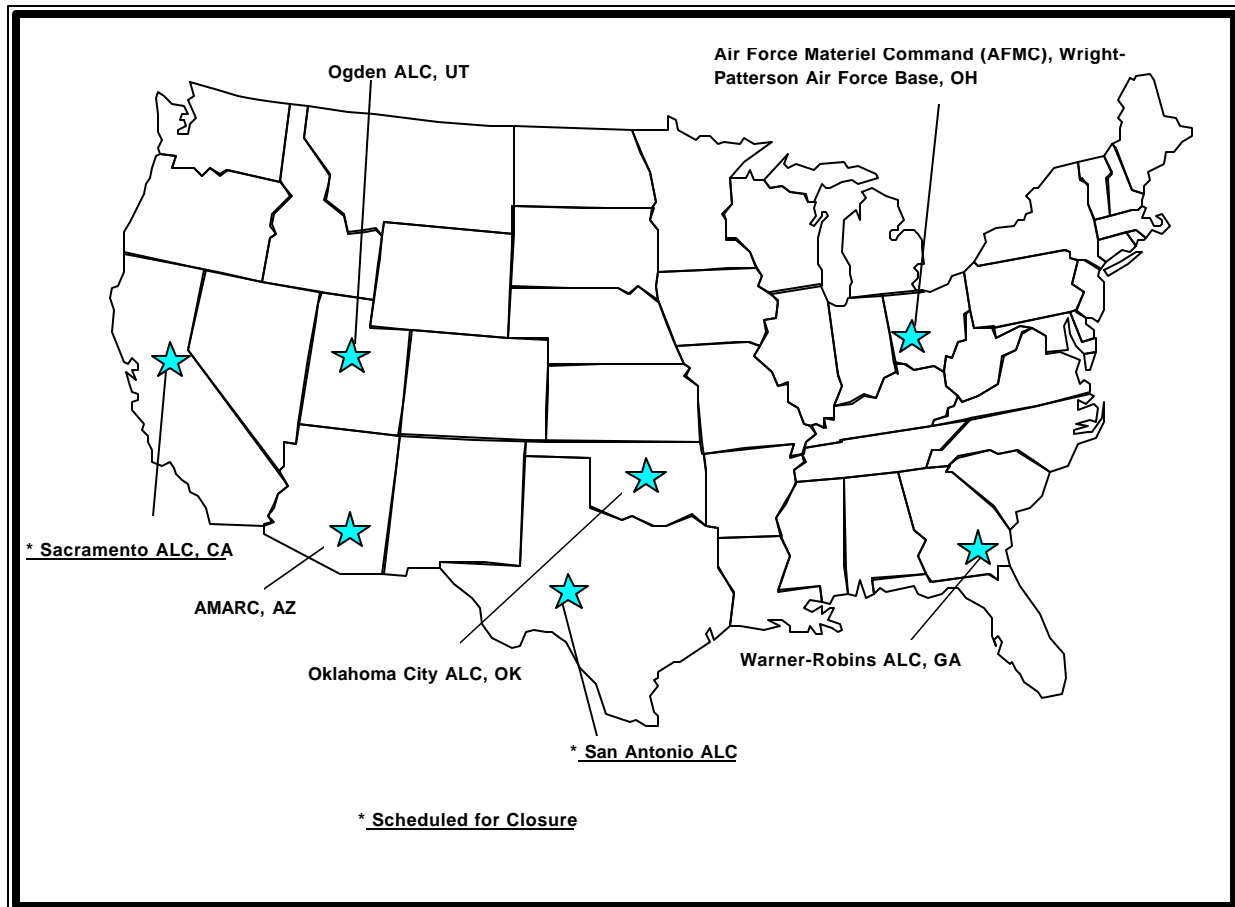 Air Force Materiel Command (AFMC), Wright-
Patterson Air Force Base, OH
Ogden ALC, UT
* Sacramento ALC, CA
AMARC, AZ
Oklahoma City ALC, OK
Warner-Robins ALC, GA
* San Antonio ALC
* Scheduled for Closure